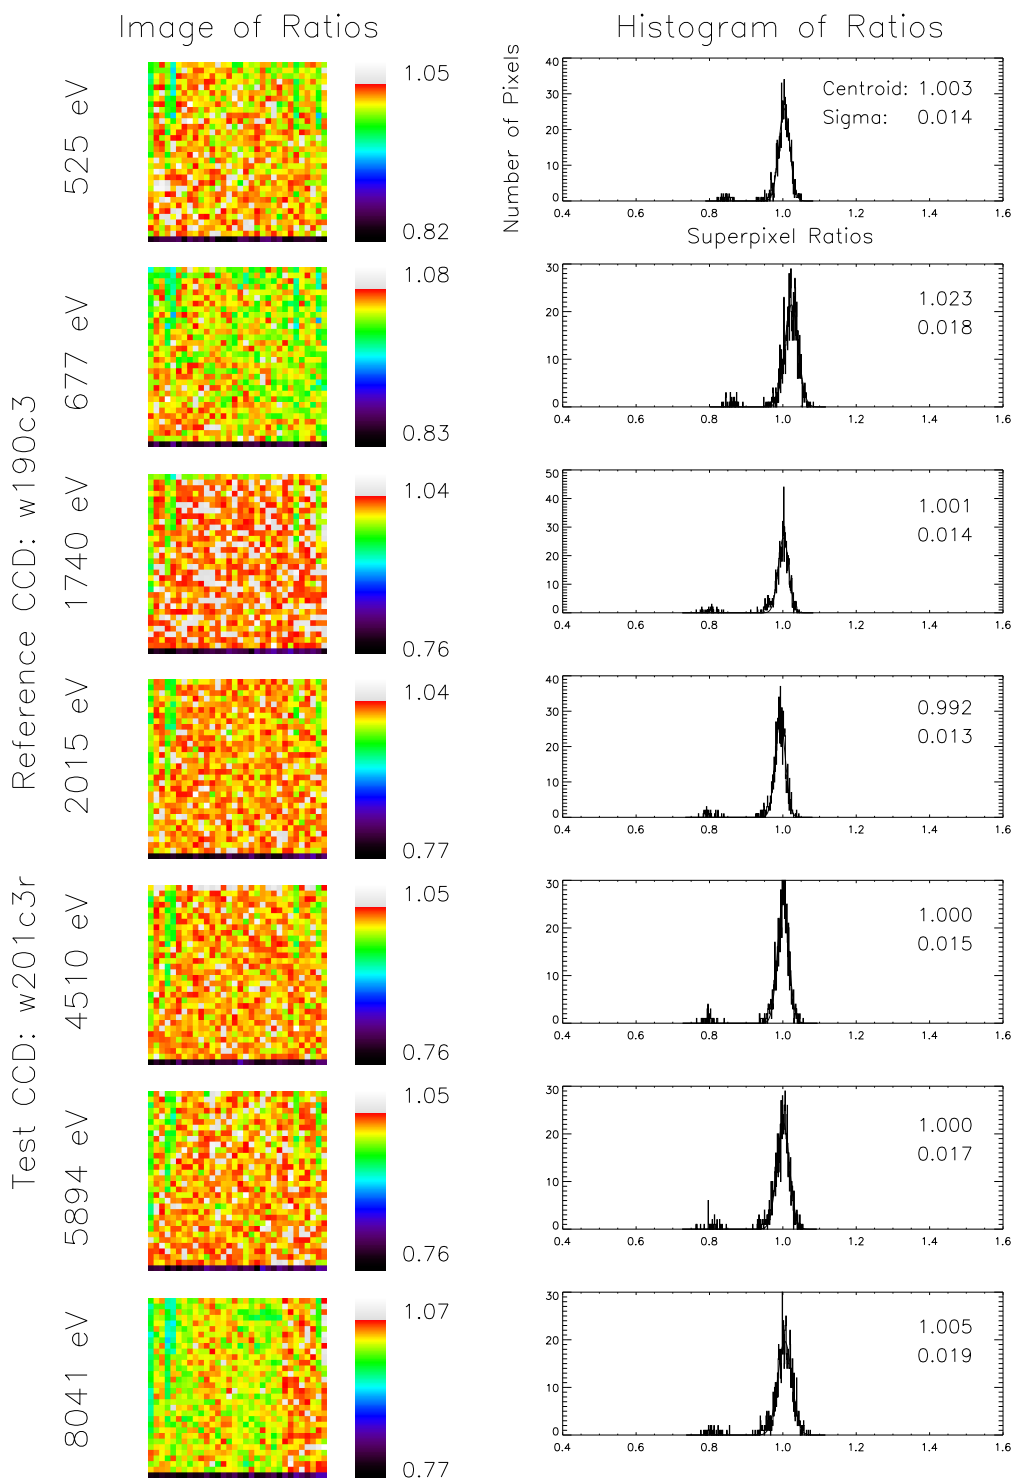 Image of Ratios
Histogram of Ratios
Test CCD: w201c3r Reference CCD: w190c3
525 eV
1.05
0.82
Number of Pixels
40
30
20
10
0
Centroid: 1.003
Sigma: 0.014
0.4 0.6 0.8 1.0 1.2 1.4 1.6
Superpixel Ratios
677 eV
1.08
0.83
30
20
10
0
1.023
0.018
0.4 0.6 0.8 1.0 1.2 1.4 1.6
1740 eV
1.04
0.76
50
40
30
20
10
0
1.001
0.014
0.4 0.6 0.8 1.0 1.2 1.4 1.6
2015 eV
1.04
0.77
40
30
20
10
0
0.992
0.013
0.4 0.6 0.8 1.0 1.2 1.4 1.6
4510 eV
1.05
0.76
30
20
10
0
1.000
0.015
0.4 0.6 0.8 1.0 1.2 1.4 1.6
5894 eV
1.05
0.76
30
20
10
0
1.000
0.017
0.4 0.6 0.8 1.0 1.2 1.4 1.6
8041 eV
1.07
0.77
30
20
10
0
1.005
0.019
0.4 0.6 0.8 1.0 1.2 1.4 1.6